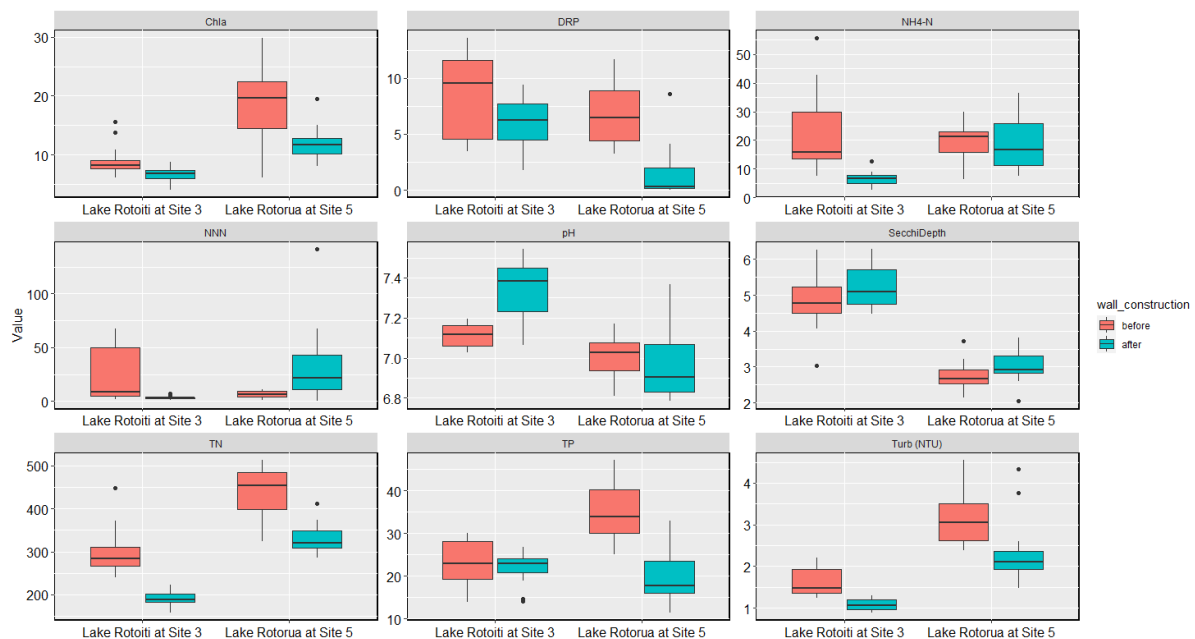 Chla
DRP
NH4-N
30
20
10
10
5
0
50
40
30
20
10
0
Lake Rotoiti at Site 3 Lake Rotorua at Site 5
Lake Rotoiti at Site 3 Lake Rotorua at Site 5
Lake Rotoiti at Site 3 Lake Rotorua at Site 5
NNN
pH
SecchiDepth
Value
100
50
0
7.4
7.2
7.0
6.8
6
5
4
3
2
wall_construction
before
after
Lake Rotoiti at Site 3 Lake Rotorua at Site 5
Lake Rotoiti at Site 3 Lake Rotorua at Site 5
Lake Rotoiti at Site 3 Lake Rotorua at Site 5
TN
TP
Turb (NTU)
500
400
300
200
40
30
20
10
4
3
2
1
Lake Rotoiti at Site 3 Lake Rotorua at Site 5
Lake Rotoiti at Site 3 Lake Rotorua at Site 5
Lake Rotoiti at Site 3 Lake Rotorua at Site 5